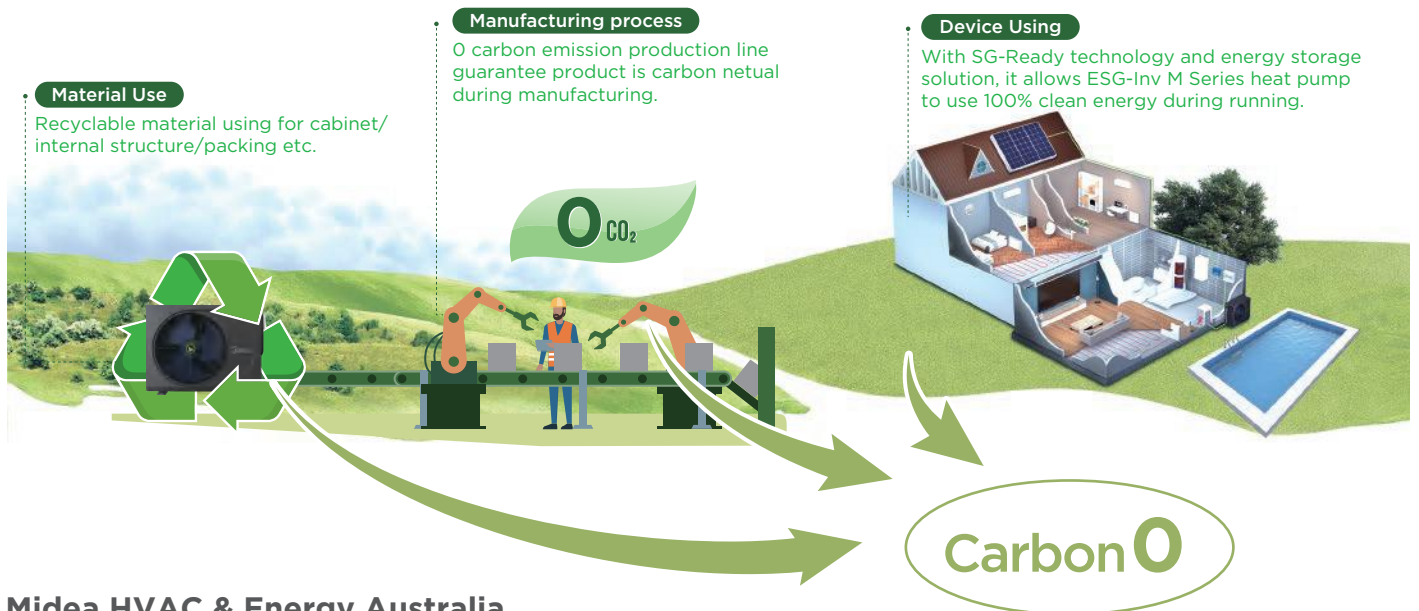 Material Use
Recyclable material using for cabinet/
internal structure/packing etc.
Manufacturing process
0 carbon emission production line
guarantee product is carbon netual
during manufacturing.
Device Using
With SG-Ready technology and energy storage
solution, it allows ESG-Inv M Series heat pump
to use 100% clean energy during running.
0 CO₂
Carbon 0
Midea HVAC & Energy Australia